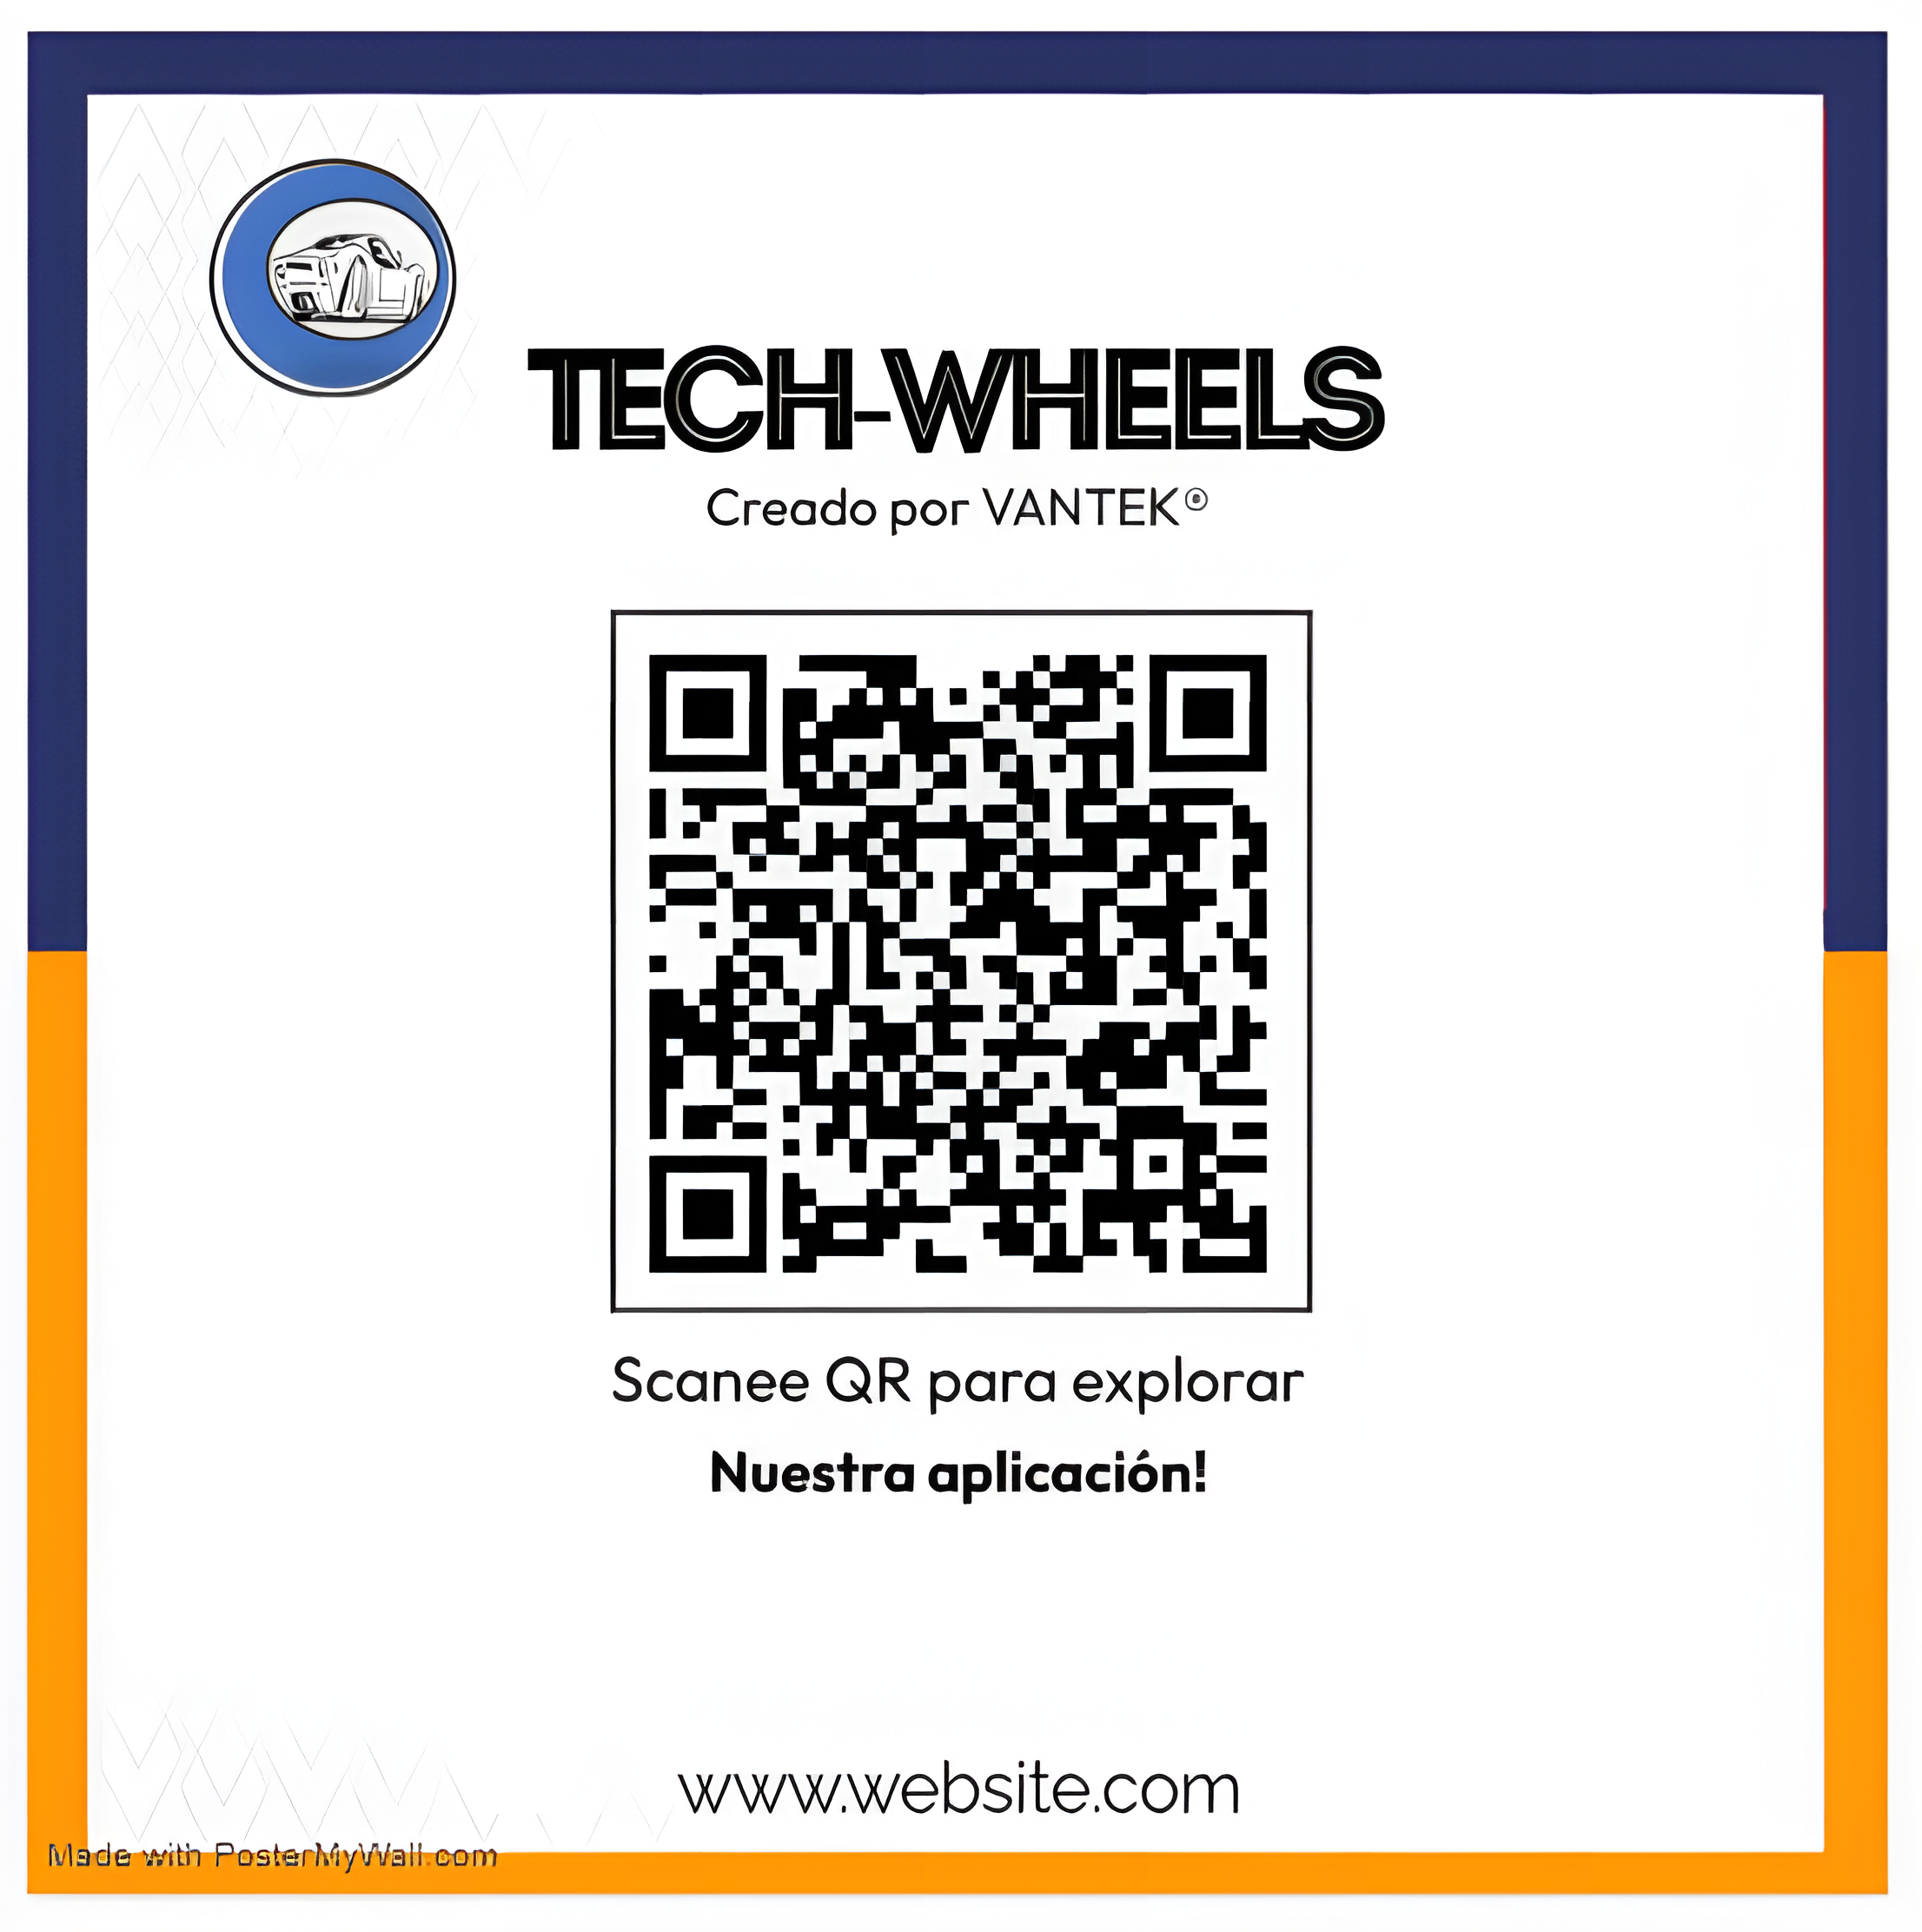 TECH-WHEELS
Creado por VANTEK®
Scanee QR para explorar
Nuestra aplicación!
www.website.com
Made with PosterMyWall.com